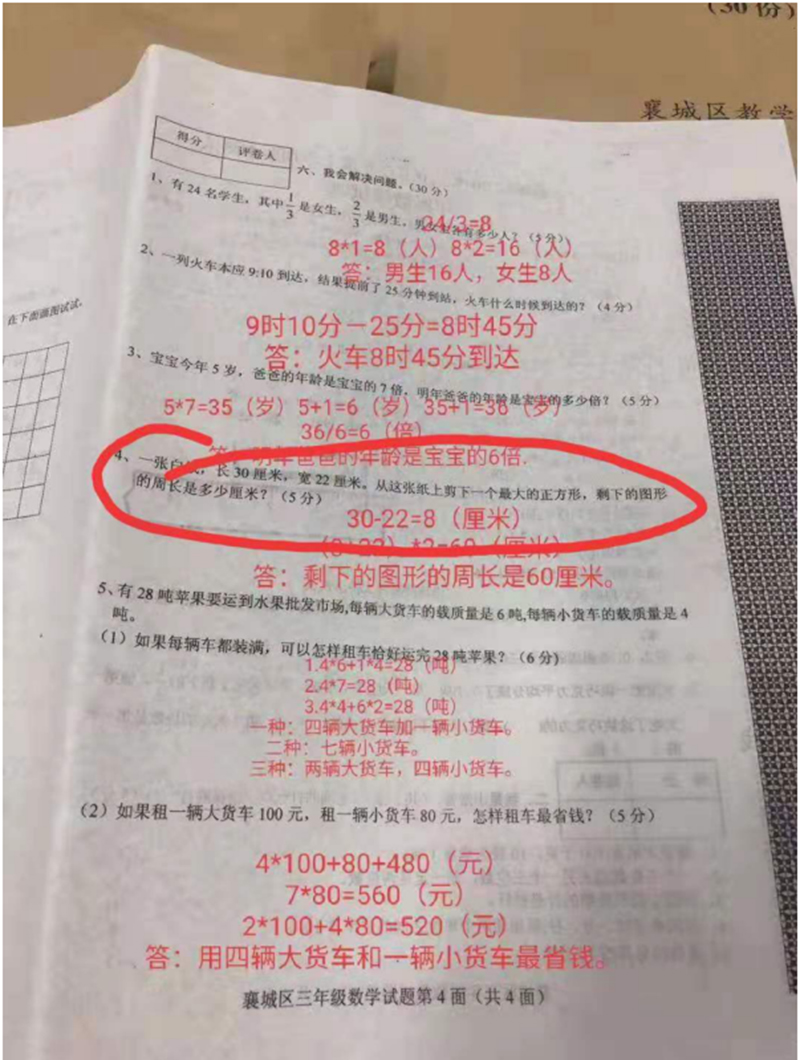 (30份)
襄城区教学
得分 评卷人
六、我会解决问题。(30分)
1、有24名学生，其中1/3是女生，2/3是男生，男女生各有多少人？(5分)
24/3=8
8*1=8（人）8*2=16（人）
答：男生16人，女生8人
2、一列火车本应9:10到达，结果提前了25分钟到站，火车什么时候到达的？(4分)
在下面画图试试.
9时10分－25分=8时45分
答：火车8时45分到达
3、宝宝今年5岁，爸爸的年龄是宝宝的7倍，明年爸爸的年龄是宝宝的多少倍？(5分)
5*7=35（岁）5+1=6（岁）35+1=36（岁）
36/6=6（倍）
答：明年爸爸的年龄是宝宝的6倍.
4、一张白纸，长30厘米，宽22厘米。从这张纸上剪下一个最大的正方形，剩下的图形
的周长是多少厘米？(5分)
30-22=8（厘米）
(8+22）*2=60（厘米）
答：剩下的图形的周长是60厘米。
5、有28吨苹果要运到水果批发市场,每辆大货车的载质量是6吨,每辆小货车的载质量是4
吨。
(1) 如果每辆车都装满，可以怎样租车恰好运完28吨苹果？(6分)
1.4*6+1*4=28（吨）
2.4*7=28（吨）
3.4*4+6*2=28（吨）
一种：四辆大货车加一辆小货车。
二种：七辆小货车。
三种：两辆大货车，四辆小货车。
(2) 如果租一辆大货车100元，租一辆小货车80元，怎样租车最省钱？(5分)
4*100+80+480（元）
7*80=560（元）
2*100+4*80=520（元）
答：用四辆大货车和一辆小货车最省钱。
襄城区三年级数学试题第4面（共4面）